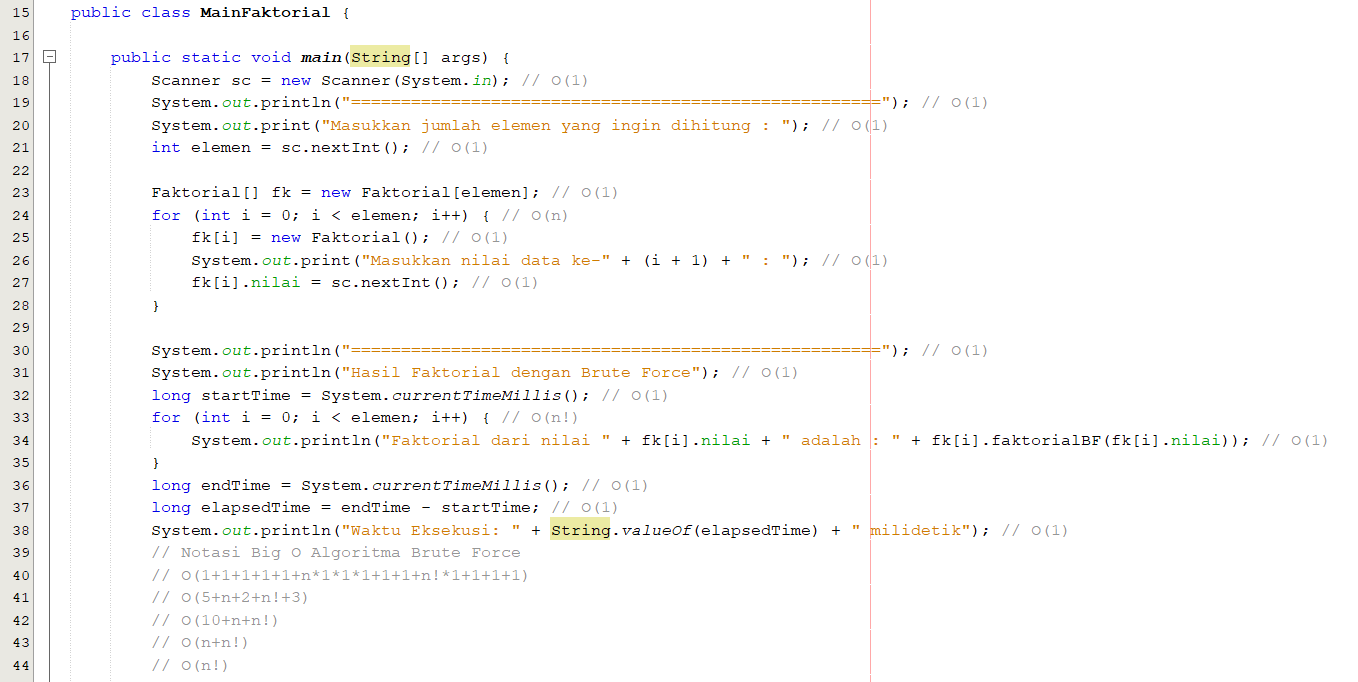 15 public class MainFaktorial {
16
17 public static void main(String[] args) {
18 Scanner sc = new Scanner(System.in); // O(1)
19 System.out.println("====================================================="); // O(1)
20 System.out.print("Masukkan jumlah elemen yang ingin dihitung : "); // O(1)
21 int elemen = sc.nextInt(); // O(1)
22
23 Faktorial[] fk = new Faktorial[elemen]; // O(1)
24 for (int i = 0; i < elemen; i++) { // O(n)
25 fk[i] = new Faktorial(); // O(1)
26 System.out.print("Masukkan nilai data ke-" + (i + 1) + " : "); // O(1)
27 fk[i].nilai = sc.nextInt(); // O(1)
28 }
29
30 System.out.println("====================================================="); // O(1)
31 System.out.println("Hasil Faktorial dengan Brute Force"); // O(1)
32 long startTime = System.currentTimeMillis(); // O(1)
33 for (int i = 0; i < elemen; i++) { // O(n!)
34 System.out.println("Faktorial dari nilai " + fk[i].nilai + " adalah : " + fk[i].faktorialBF(fk[i].nilai)); // O(1)
35 }
36 long endTime = System.currentTimeMillis(); // O(1)
37 long elapsedTime = endTime - startTime; // O(1)
38 System.out.println("Waktu Eksekusi: " + String.valueOf(elapsedTime) + " milidetik"); // O(1)
39 // Notasi Big O Algoritma Brute Force
40 // O(1+1+1+1+1+n*1*1*1+1+1+n!*1+1+1+1)
41 // O(5+n+2+n!+3)
42 // O(10+n+n!)
43 // O(n+n!)
44 // O(n!)